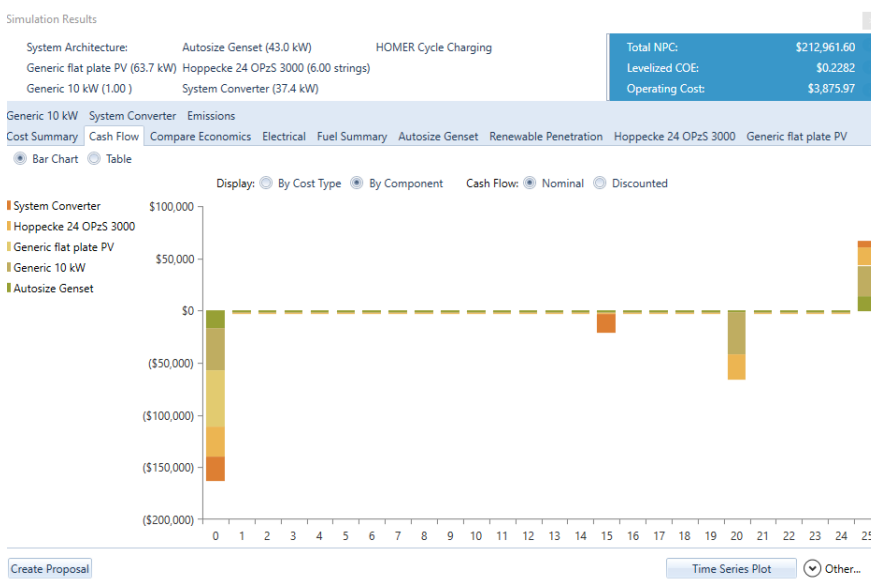 Simulation Results
System Architecture: Autosize Genset (43.0 kW) HOMER Cycle Charging
Generic flat plate PV (63.7 kW) Hoppecke 24 OPzS 3000 (6.00 strings)
Generic 10 kW (1.00 ) System Converter (37.4 kW)
Total NPC: $212,961.60
Levelized COE: $0.2282
Operating Cost: $3,875.97
Generic 10 kW System Converter Emissions
Cost Summary Cash Flow Compare Economics Electrical Fuel Summary Autosize Genset Renewable Penetration Hoppecke 24 OPzS 3000 Generic flat plate PV
Bar Chart Table
Display: By Cost Type By Component Cash Flow: Nominal Discounted
System Converter
Hoppecke 24 OPzS 3000
Generic flat plate PV
Generic 10 kW
Autosize Genset
$100,000
$50,000
$0
($50,000)
($100,000)
($150,000)
($200,000)
0 1 2 3 4 5 6 7 8 9 10 11 12 13 14 15 16 17 18 19 20 21 22 23 24 25
Create Proposal Time Series Plot Other...